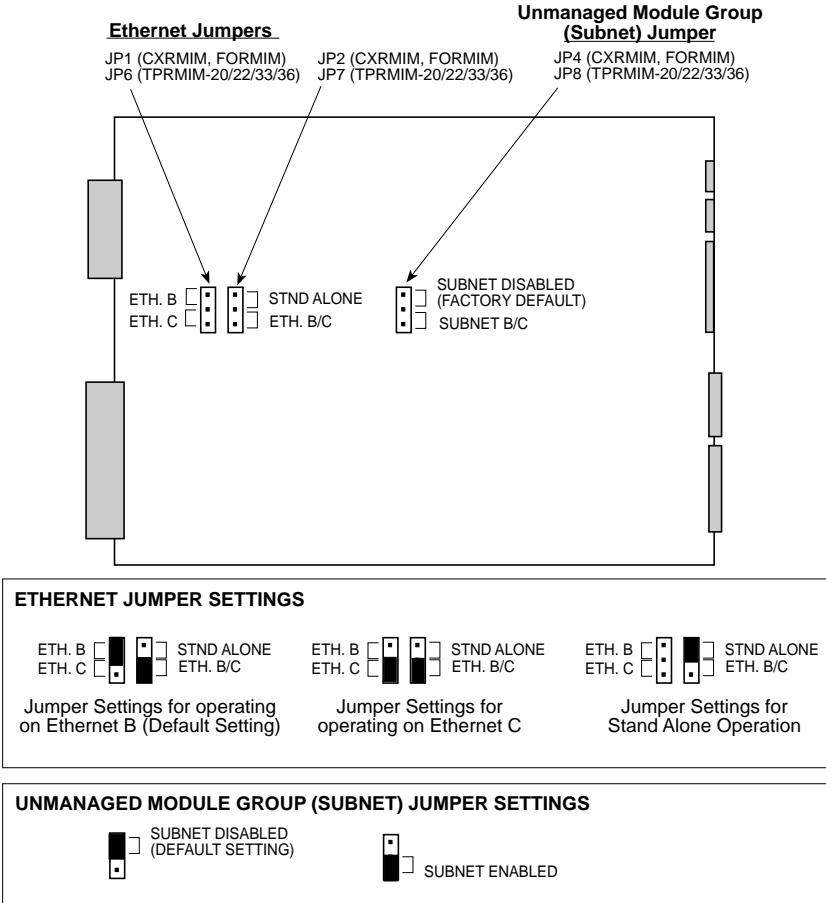 Ethernet Jumpers
JP1 (CXRMIM, FORMIM)
JP6 (TPRMIM-20/22/33/36)
JP2 (CXRMIM, FORMIM)
JP7 (TPRMIM-20/22/33/36)
Unmanaged Module Group
(Subnet) Jumper
JP4 (CXRMIM, FORMIM)
JP8 (TPRMIM-20/22/33/36)
ETH. B
ETH. C
STND ALONE
ETH. B/C
SUBNET DISABLED
(FACTORY DEFAULT)
SUBNET B/C
ETHERNET JUMPER SETTINGS
ETH. B
ETH. C
STND ALONE
ETH. B/C
Jumper Settings for operating
on Ethernet B (Default Setting)
ETH. B
ETH. C
STND ALONE
ETH. B/C
Jumper Settings for
operating on Ethernet C
ETH. B
ETH. C
STND ALONE
ETH. B/C
Jumper Settings for
Stand Alone Operation
UNMANAGED MODULE GROUP (SUBNET) JUMPER SETTINGS
SUBNET DISABLED
(DEFAULT SETTING)
SUBNET ENABLED